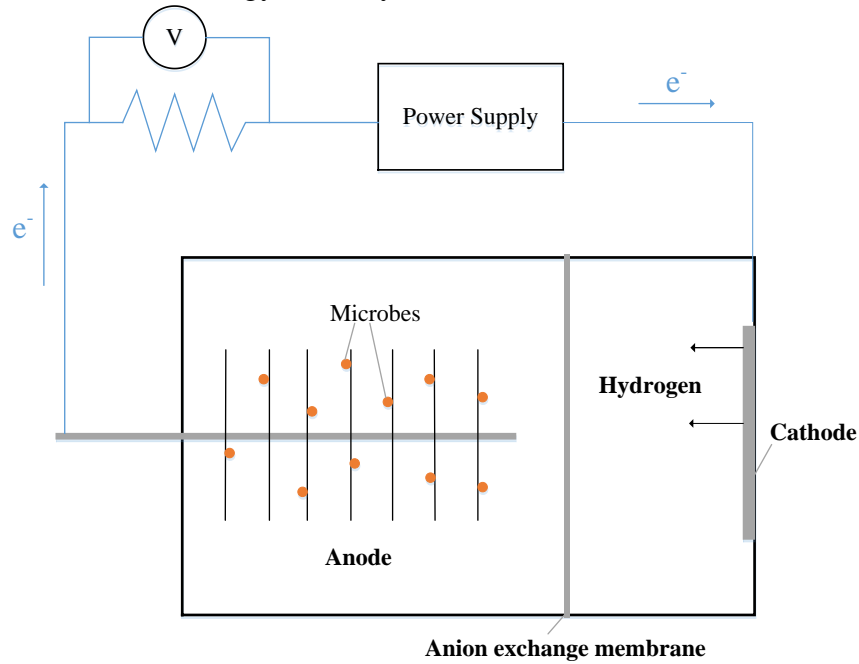 V
Power Supply
e-
e-
Microbes
Hydrogen
Cathode
Anode
Anion exchange membrane